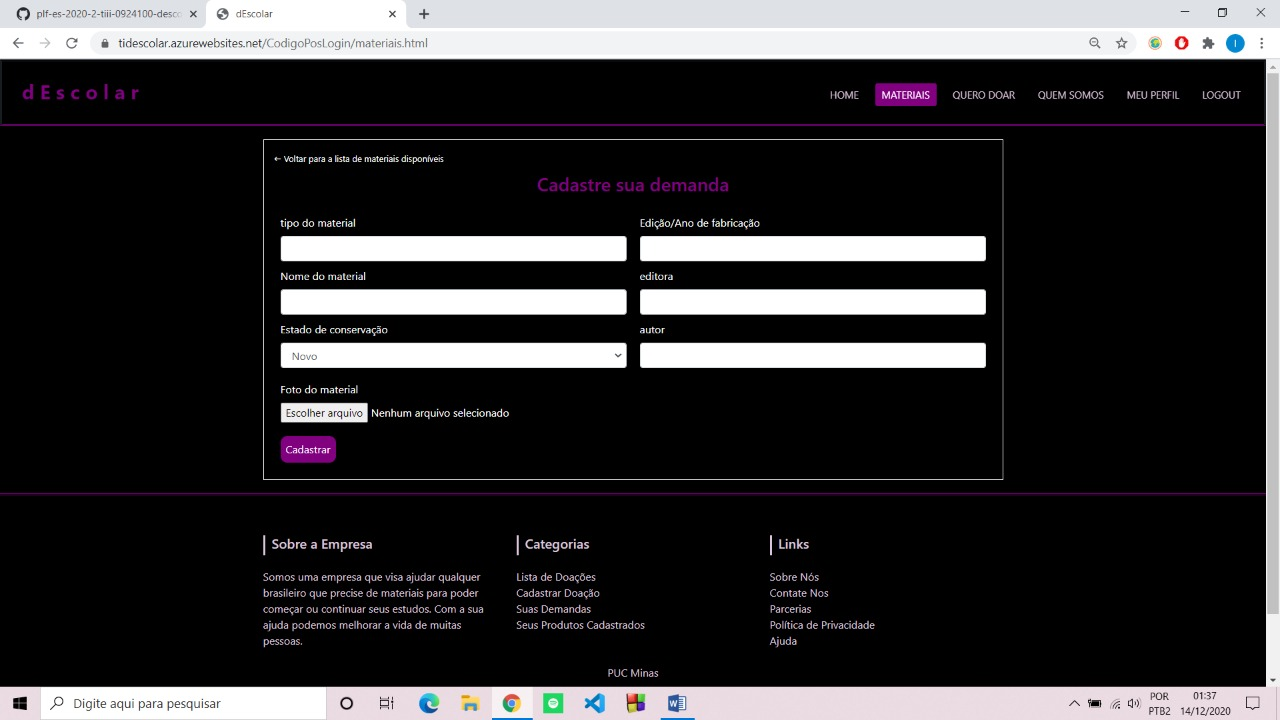 plf-es-2020-2-tiii-0924100-desco
dEscolar
tidescolar.azurewebsites.net/CodigoPosLogin/materiais.html
I
dEscolar
HOME MATERIAIS QUERO DOAR QUEM SOMOS MEU PERFIL LOGOUT
← Voltar para a lista de materiais disponíveis
Cadastre sua demanda
tipo do material
Edição/Ano de fabricação
Nome do material
editora
Estado de conservação
autor
Novo
Foto do material
Escolher arquivo Nenhum arquivo selecionado
Cadastrar
Sobre a Empresa
Somos uma empresa que visa ajudar qualquer
brasileiro que precise de materiais para poder
começar ou continuar seus estudos. Com a sua
ajuda podemos melhorar a vida de muitas
pessoas.
Categorias
Lista de Doações
Cadastrar Doação
Suas Demandas
Seus Produtos Cadastrados
Links
Sobre Nós
Contate Nos
Parcerias
Política de Privacidade
Ajuda
PUC Minas
Digite aqui para pesquisar
POR
PTB2
01:37
14/12/2020